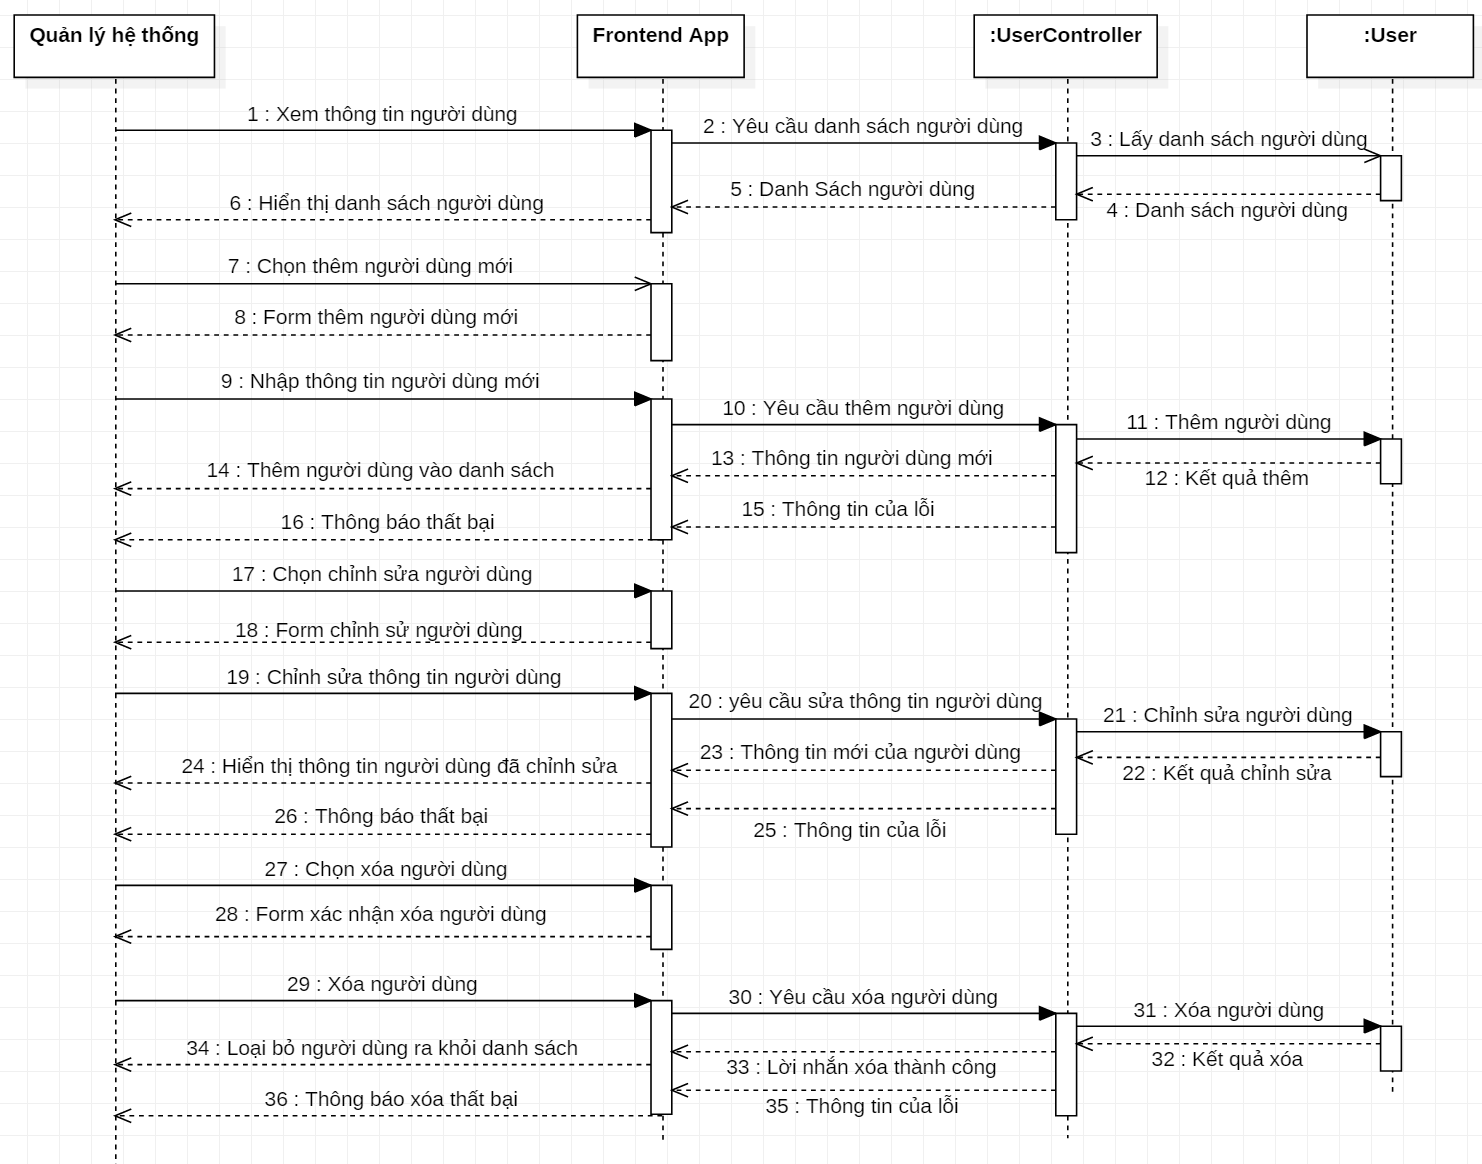 Quản lý hệ thống
Frontend App
:UserController
:User
1 : Xem thông tin người dùng
2 : Yêu cầu danh sách người dùng
3 : Lấy danh sách người dùng
4 : Danh sách người dùng
5 : Danh Sách người dùng
6 : Hiển thị danh sách người dùng
7 : Chọn thêm người dùng mới
8 : Form thêm người dùng mới
9 : Nhập thông tin người dùng mới
10 : Yêu cầu thêm người dùng
11 : Thêm người dùng
12 : Kết quả thêm
13 : Thông tin người dùng mới
14 : Thêm người dùng vào danh sách
15 : Thông tin của lỗi
16 : Thông báo thất bại
17 : Chọn chỉnh sửa người dùng
18 : Form chỉnh sử người dùng
19 : Chỉnh sửa thông tin người dùng
20 : yêu cầu sửa thông tin người dùng
21 : Chỉnh sửa người dùng
22 : Kết quả chỉnh sửa
23 : Thông tin mới của người dùng
24 : Hiển thị thông tin người dùng đã chỉnh sửa
25 : Thông tin của lỗi
26 : Thông báo thất bại
27 : Chọn xóa người dùng
28 : Form xác nhận xóa người dùng
29 : Xóa người dùng
30 : Yêu cầu xóa người dùng
31 : Xóa người dùng
32 : Kết quả xóa
33 : Lời nhắn xóa thành công
34 : Loại bỏ người dùng ra khỏi danh sách
35 : Thông tin của lỗi
36 : Thông báo xóa thất bại